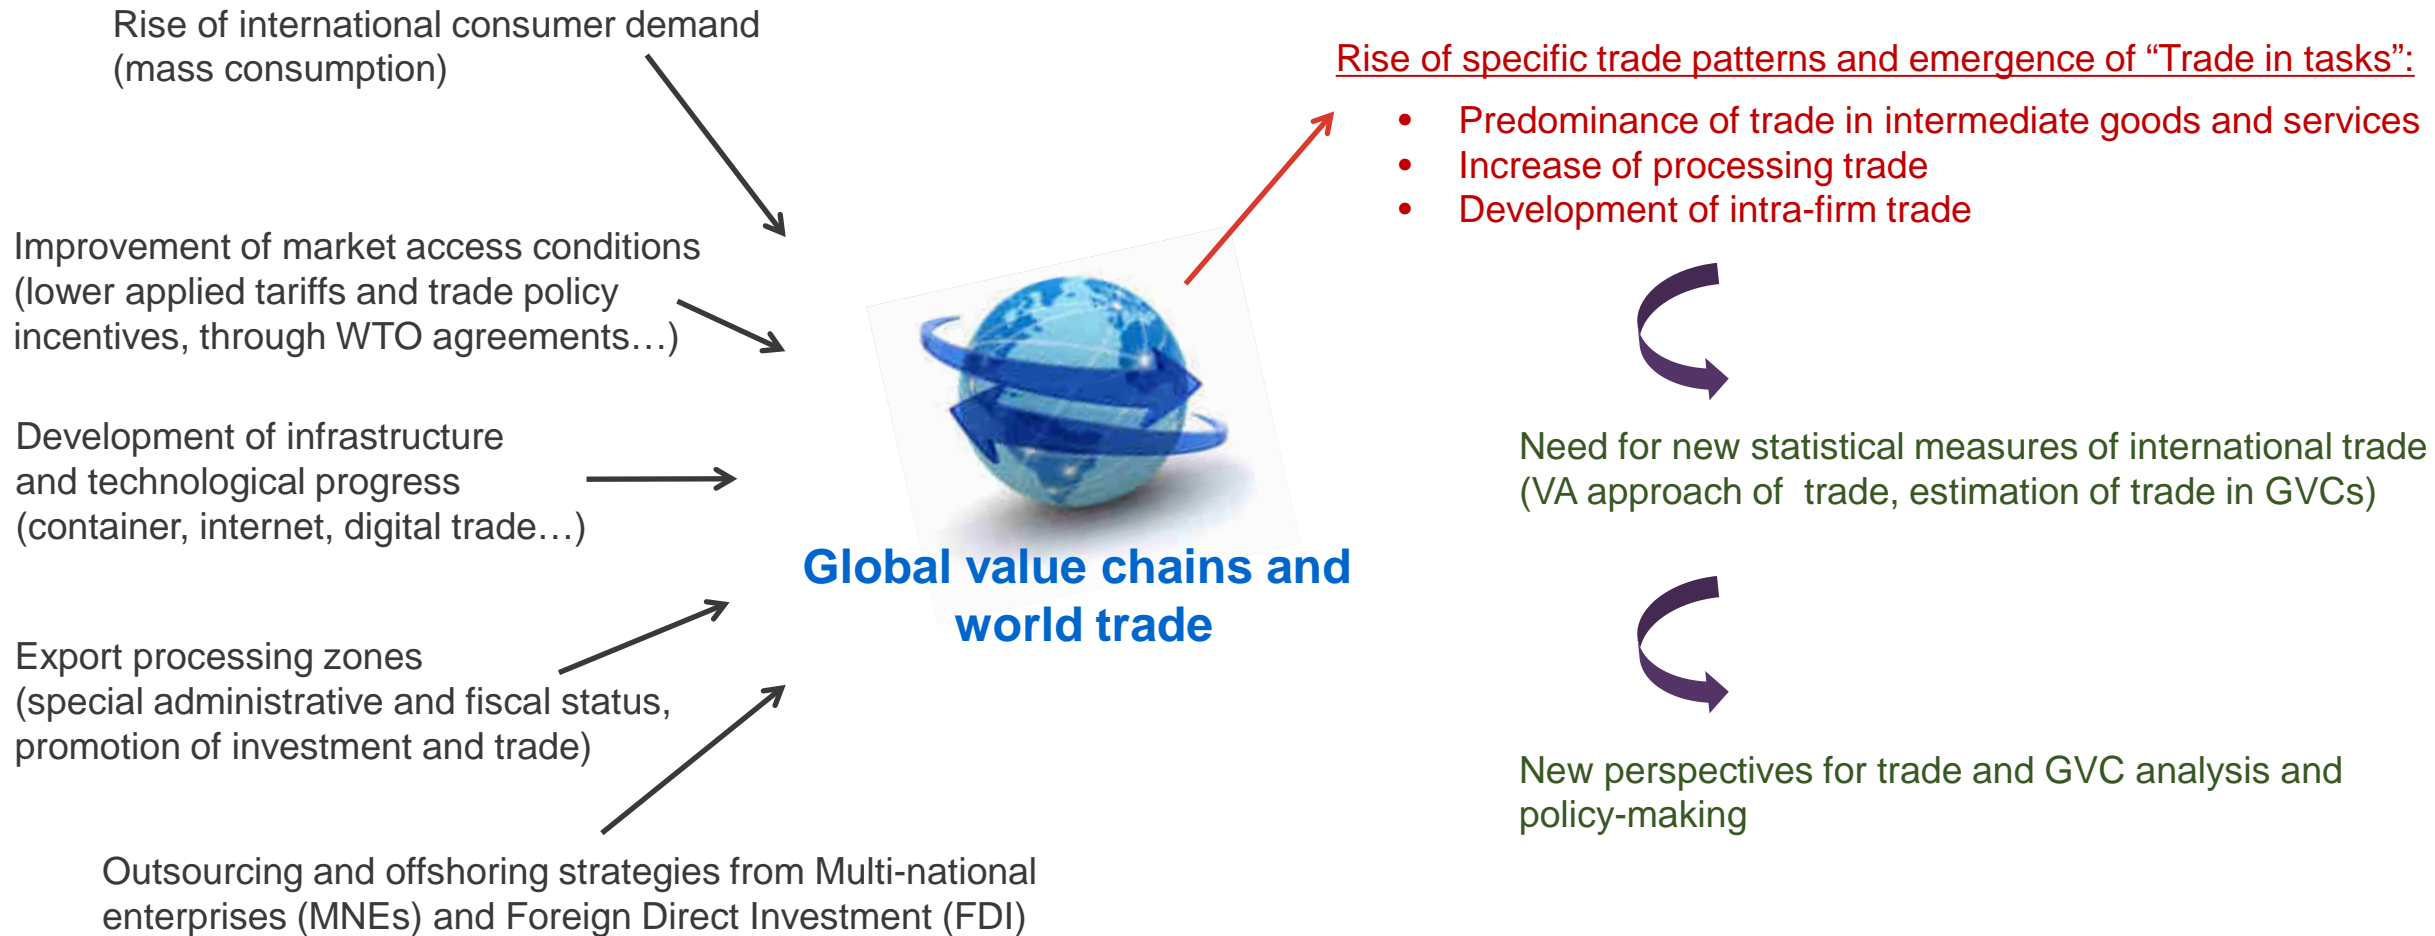 Rise of international consumer demand
(mass consumption)
Improvement of market access conditions
(lower applied tariffs and trade policy
incentives, through WTO agreements…)
Development of infrastructure
and technological progress
(container, internet, digital trade…)
Export processing zones
(special administrative and fiscal status,
promotion of investment and trade)
Outsourcing and offshoring strategies from Multi-national
enterprises (MNEs) and Foreign Direct Investment (FDI)
Global value chains and
world trade
Rise of specific trade patterns and emergence of “Trade in tasks”:
• Predominance of trade in intermediate goods and services
• Increase of processing trade
• Development of intra-firm trade
Need for new statistical measures of international trade
(VA approach of  trade, estimation of trade in GVCs)
New perspectives for trade and GVC analysis and
policy-making